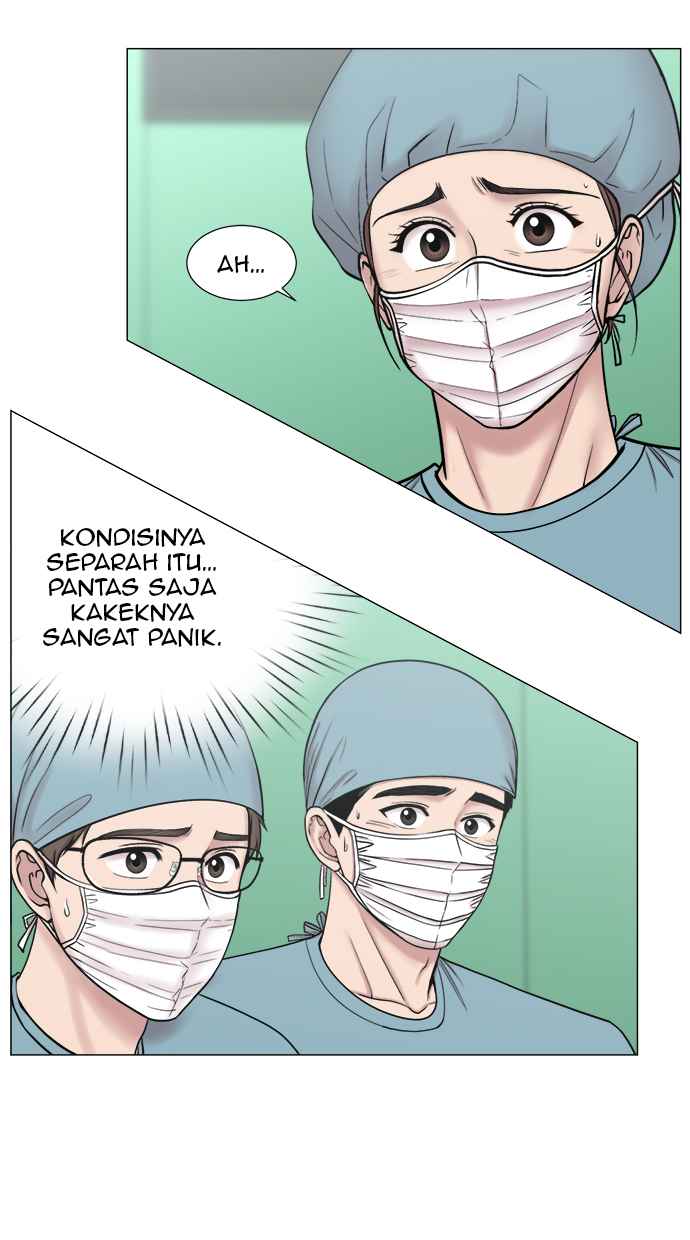 AH...
KONDISINYA
SEPARAH ITU...
PANTAS SAJA
KAKEKNYA
SANGAT PANIK.